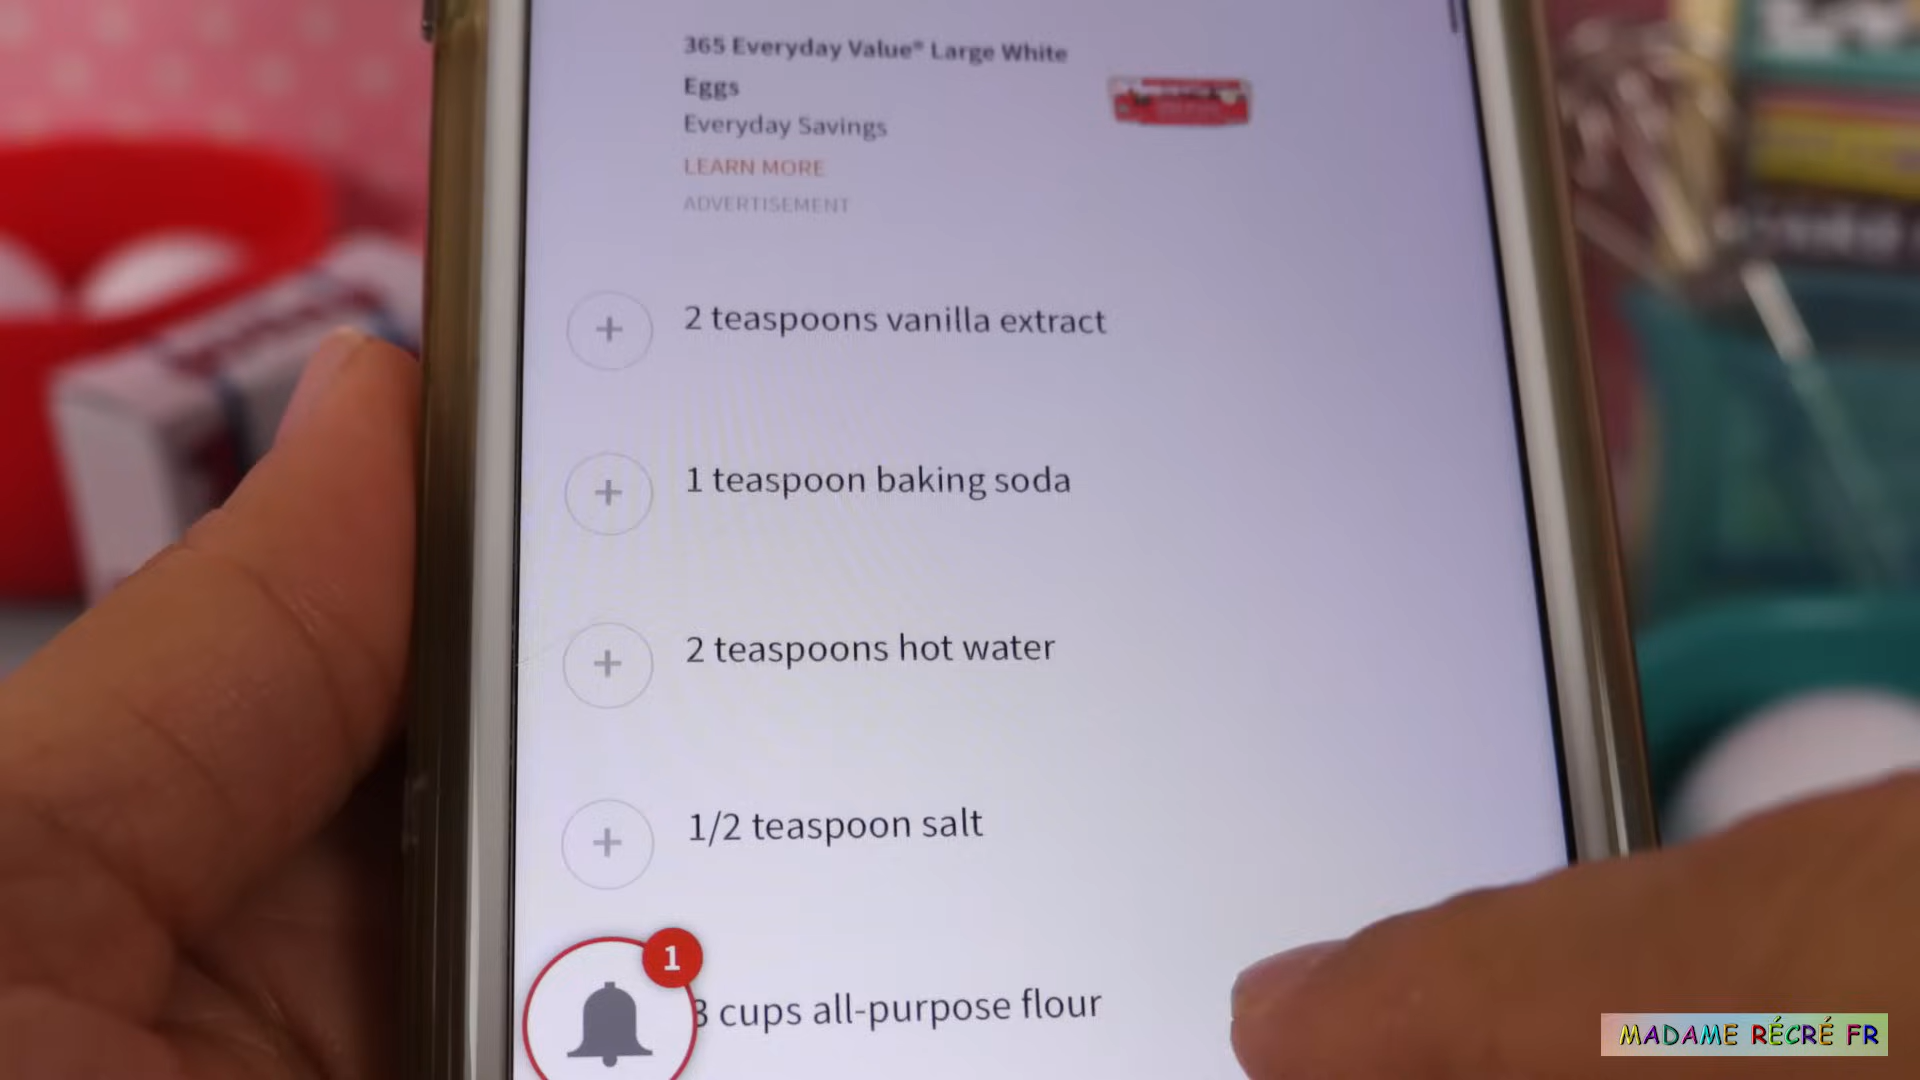 365 Everyday Value® Large White
Eggs
Everyday Savings
LEARN MORE
ADVERTISEMENT
+ 2 teaspoons vanilla extract
+ 1 teaspoon baking soda
+ 2 teaspoons hot water
+ 1/2 teaspoon salt
1
3 cups all-purpose flour
MADAME RÉCRÉ FR